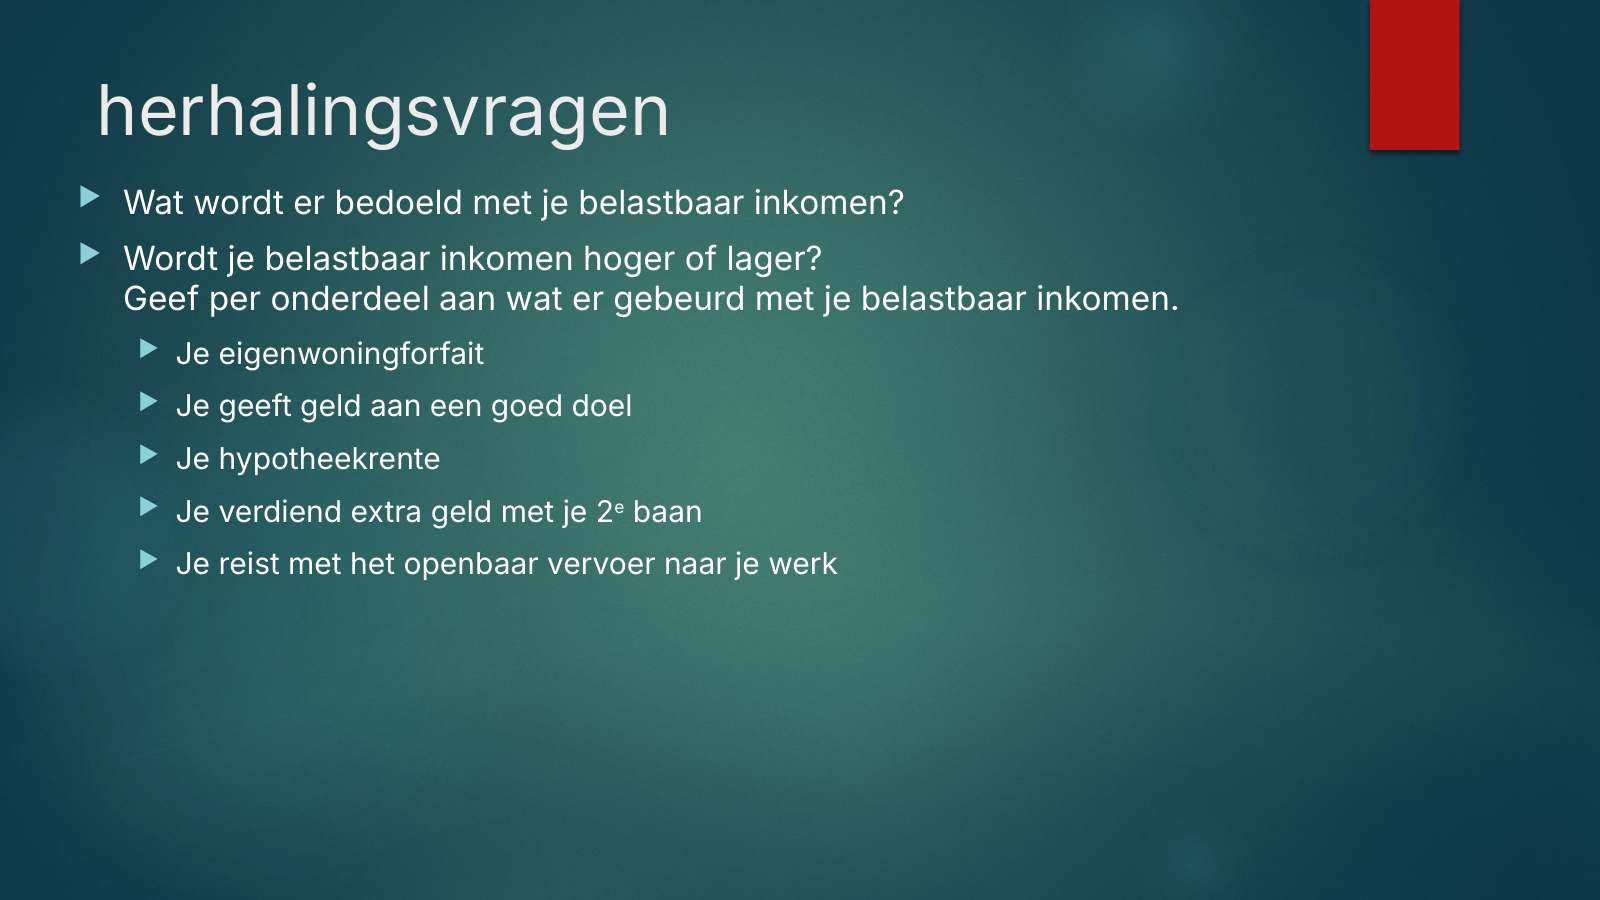 herhalingsvragen
Wat wordt er bedoeld met je belastbaar inkomen?
Wordt je belastbaar inkomen hoger of lager?
Geef per onderdeel aan wat er gebeurd met je belastbaar inkomen.
Je eigenwoningforfait
Je geeft geld aan een goed doel
Je hypotheekrente
Je verdiend extra geld met je 2e baan
Je reist met het openbaar vervoer naar je werk